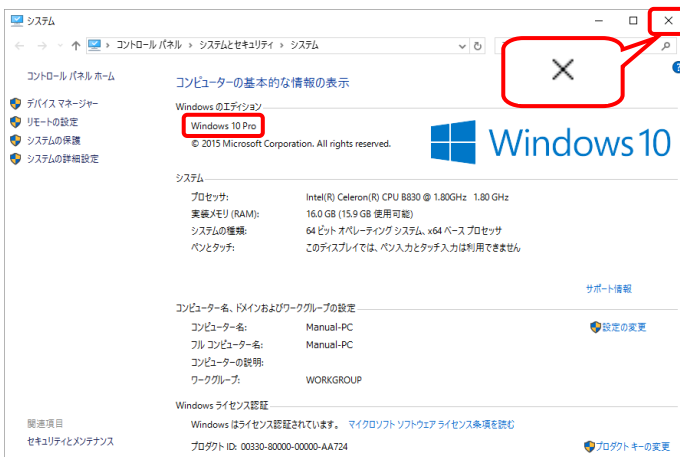 システム
コントロール パネル › システムとセキュリティ › システム
コントロール パネル ホーム
デバイス マネージャー
リモートの設定
システムの保護
システムの詳細設定
コンピューターの基本的な情報の表示
Windows のエディション
Windows 10 Pro
© 2015 Microsoft Corporation. All rights reserved.
Windows 10
システム
プロセッサ: Intel(R) Celeron(R) CPU B830 @ 1.80GHz 1.80 GHz
実装メモリ (RAM): 16.0 GB (15.9 GB 使用可能)
システムの種類: 64 ビット オペレーティング システム、x64 ベース プロセッサ
ペンとタッチ: このディスプレイでは、ペン入力とタッチ入力は利用できません
サポート情報
コンピューター名、ドメインおよびワークグループの設定
コンピューター名: Manual-PC
設定の変更
フル コンピューター名: Manual-PC
コンピューターの説明:
ワークグループ: WORKGROUP
Windows ライセンス認証
Windows はライセンス認証されています。 マイクロソフト ソフトウェア ライセンス条項を読む
プロダクト ID: 00330-80000-00000-AA724
プロダクト キーの変更
関連項目
セキュリティとメンテナンス